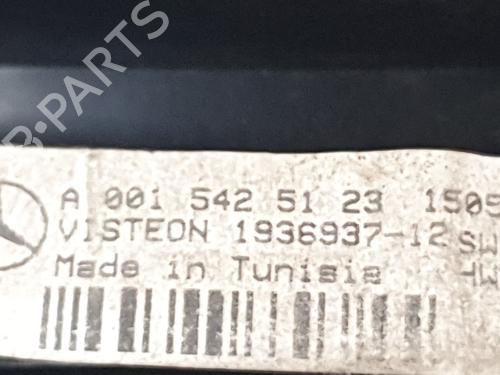 A 001 542 51 23 1505
VISTEON 1936937-12 SW
Made in Tunisia HW
B-PARTS